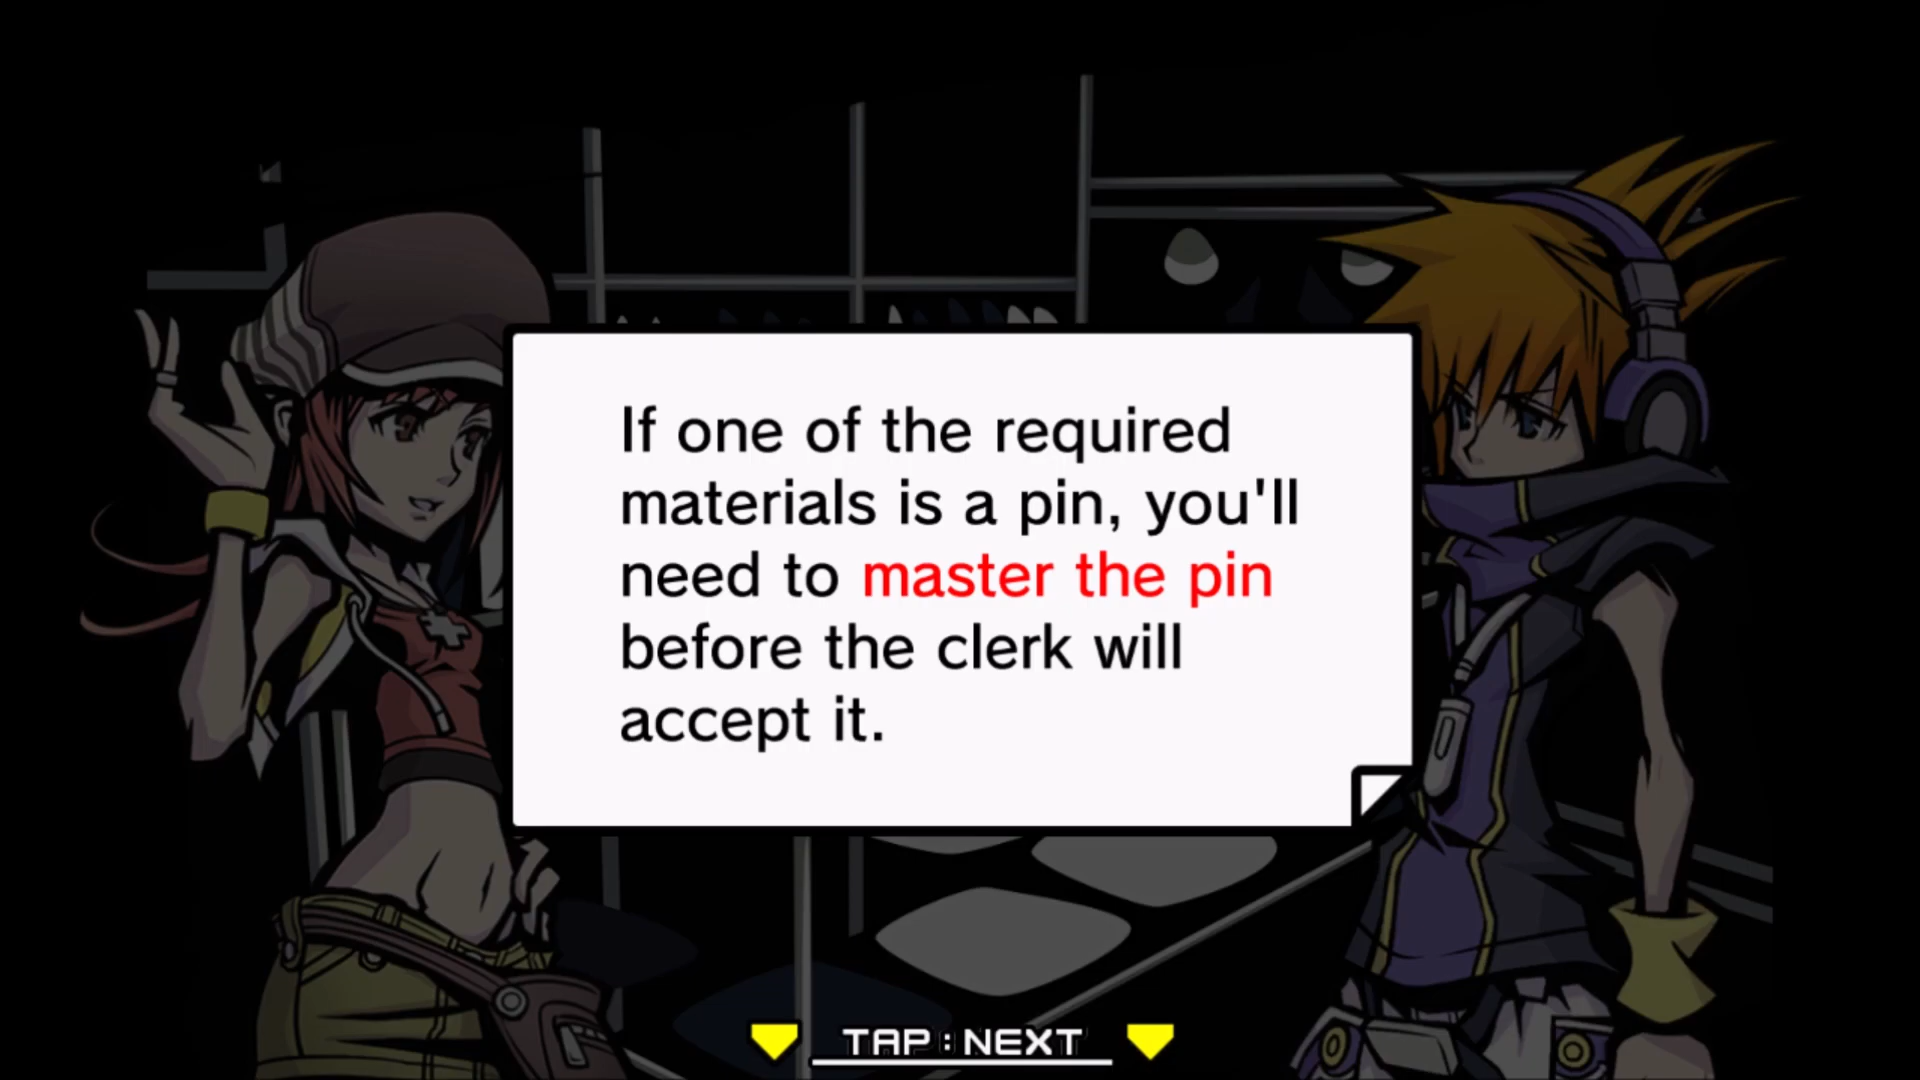 If one of the required
materials is a pin, you'll
need to master the pin
before the clerk will
accept it.
TAP : NEXT